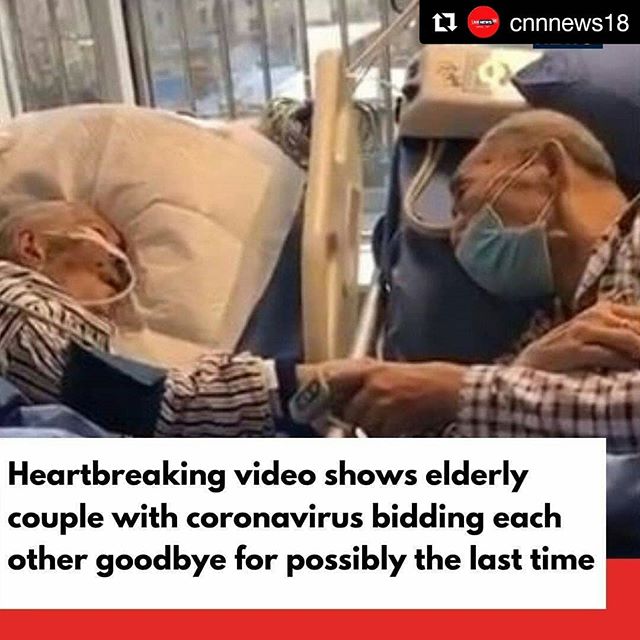 cnnnews18
Heartbreaking video shows elderly
couple with coronavirus bidding each
other goodbye for possibly the last time